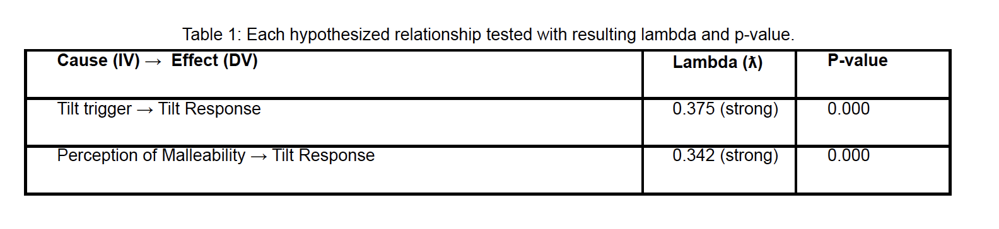 Table 1: Each hypothesized relationship tested with resulting lambda and p-value.
Cause (IV) → Effect (DV) Lambda (ƛ) P-value
Tilt trigger → Tilt Response 0.375 (strong) 0.000
Perception of Malleability → Tilt Response 0.342 (strong) 0.000